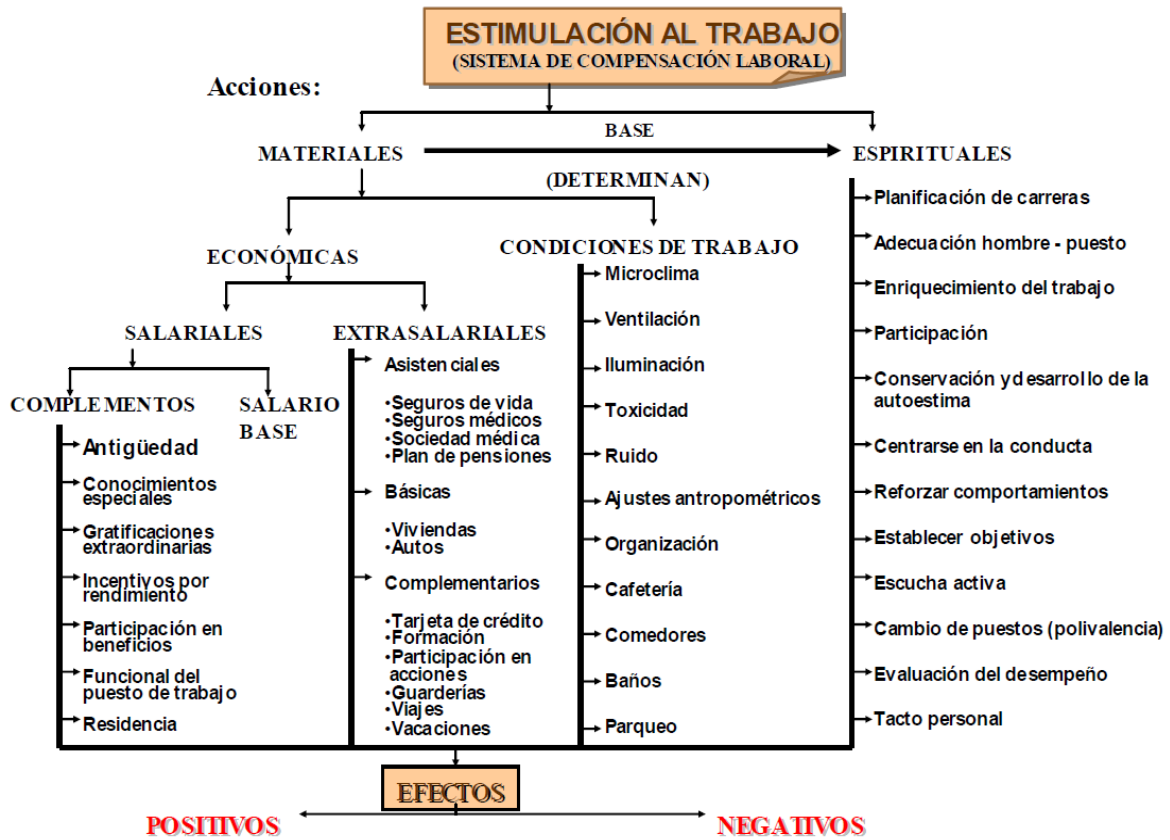 ESTIMULACIÓN AL TRABAJO
(SISTEMA DE COMPENSACIÓN LABORAL)
Acciones:
BASE
MATERIALES
ESPIRITUALES
(DETERMINAN)
ECONÓMICAS
CONDICIONES DE TRABAJO
SALARIALES
EXTRASALARIALES
COMPLEMENTOS
SALARIO
BASE
Antigüedad
Conocimientos
especiales
Gratificaciones
extraordinarias
Incentivos por
rendimiento
Participación en
beneficios
Funcional del
puesto de trabajo
Residencia
Asistenciales
•Seguros de vida
•Seguros médicos
•Sociedad médica
•Plan de pensiones
Básicas
•Viviendas
•Autos
Complementarios
•Tarjeta de crédito
•Formación
•Participación en
acciones
•Guarderías
•Viajes
•Vacaciones
Microclima
Ventilación
Iluminación
Toxicidad
Ruido
Ajustes antropométricos
Organización
Cafetería
Comedores
Baños
Parqueo
Planificación de carreras
Adecuación hombre - puesto
Enriquecimiento del trabajo
Participación
Conservación y desarrollo de la
autoestima
Centrarse en la conducta
Reforzar comportamientos
Establecer objetivos
Escucha activa
Cambio de puestos (polivalencia)
Evaluación del desempeño
Tacto personal
EFECTOS
POSITIVOS
NEGATIVOS